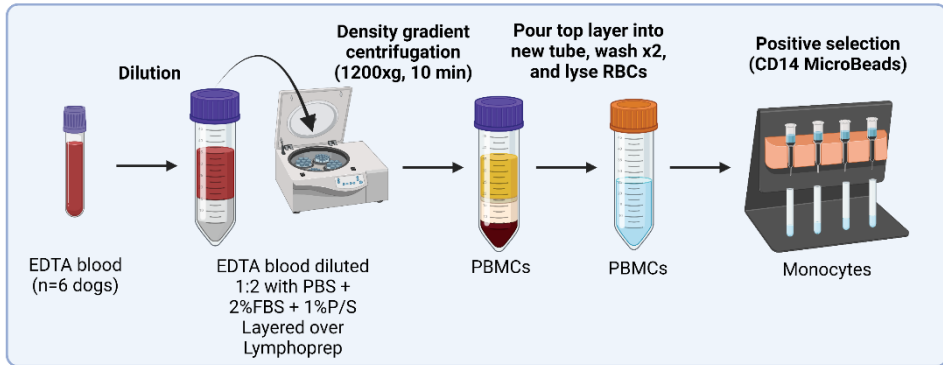 Dilution
Density gradient
centrifugation
(1200xg, 10 min)
Pour top layer into
new tube, wash x2,
and lyse RBCs
Positive selection
(CD14 MicroBeads)
EDTA blood
(n=6 dogs)
EDTA blood diluted
1:2 with PBS +
2%FBS + 1%P/S
Layered over
Lymphoprep
PBMCs
PBMCs
Monocytes